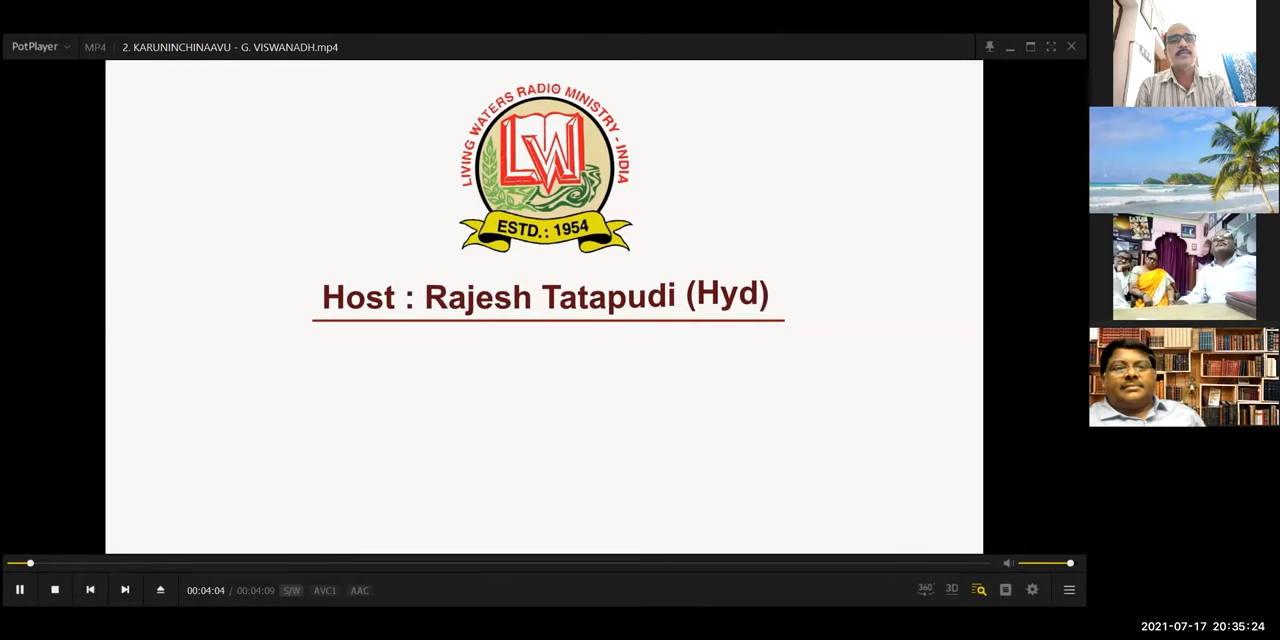 PotPlayer MP4 2. KARUNINCHINAAVU - G. VISWANADH.mp4
LIVING WATERS RADIO MINISTRY - INDIA
LW
ESTD.: 1954
Host : Rajesh Tatapudi (Hyd)
00:04:04 / 00:04:09 S/W AVC1 AAC
360° 3D
2021-07-17 20:35:24